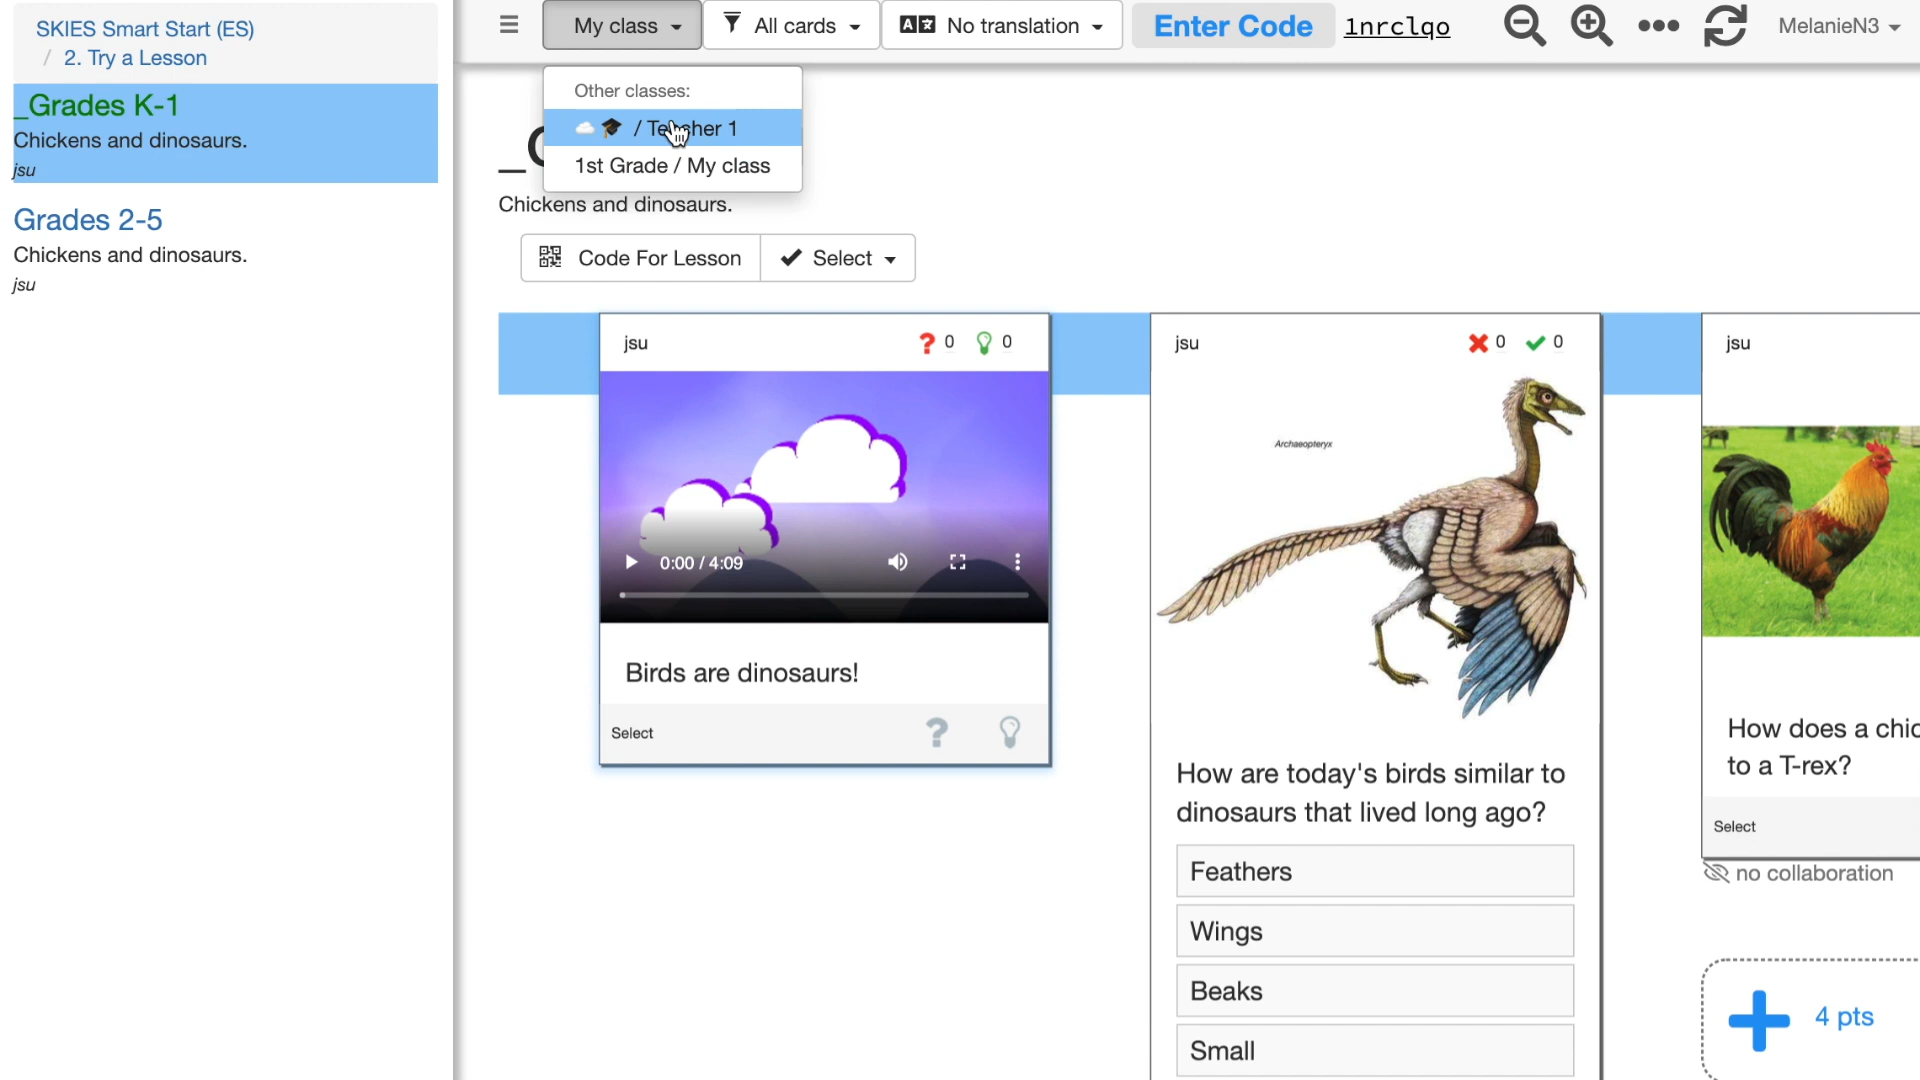 SKIES Smart Start (ES)
/ 2. Try a Lesson
_Grades K-1
Chickens and dinosaurs.
jsu
Grades 2-5
Chickens and dinosaurs.
jsu
My class
All cards
No translation
Enter Code
1nrclqo
MelanieN3
Other classes:
/ Teacher 1
1st Grade / My class
Chickens and dinosaurs.
Code For Lesson
Select
jsu
0
0
0:00 / 4:09
Birds are dinosaurs!
Select
jsu
0
0
Archaeopteryx
How are today's birds similar to
dinosaurs that lived long ago?
Feathers
Wings
Beaks
Small
jsu
How does a chic
to a T-rex?
Select
no collaboration
4 pts